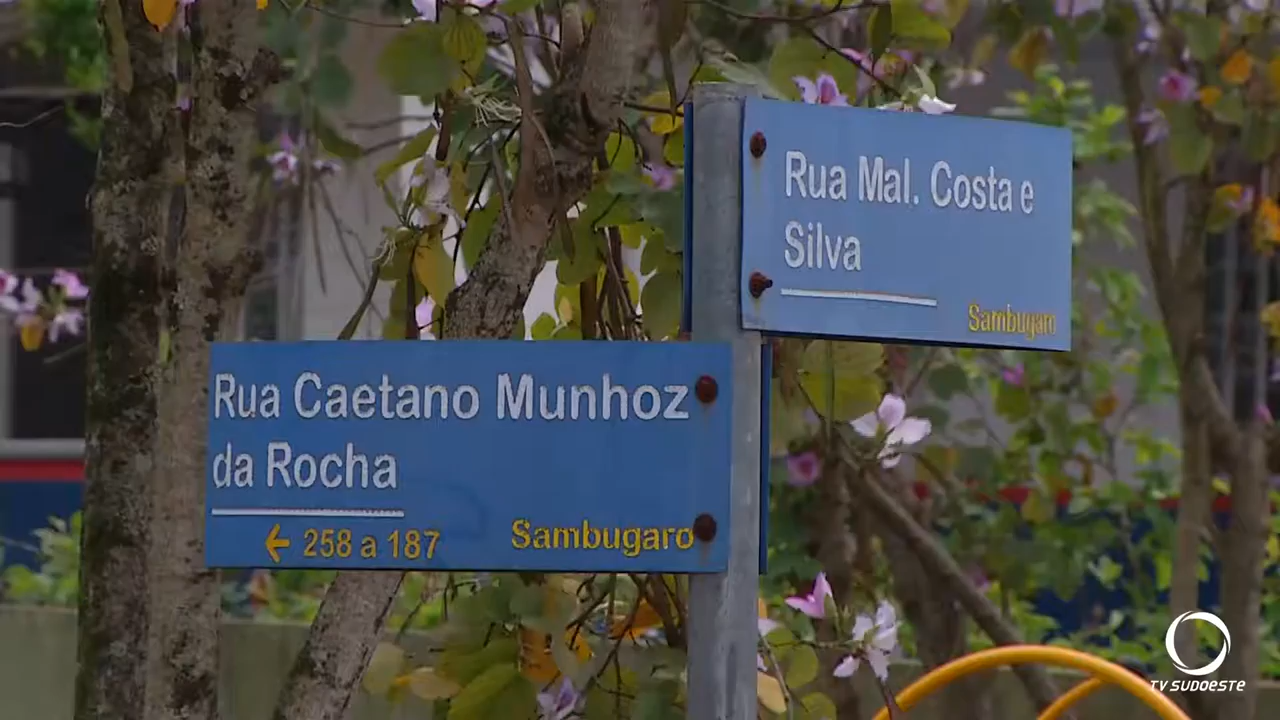 Rua Mal. Costa e
Silva
Sambugaro
Rua Caetano Munhoz
da Rocha
← 258 a 187
Sambugaro
TV SUDOESTE